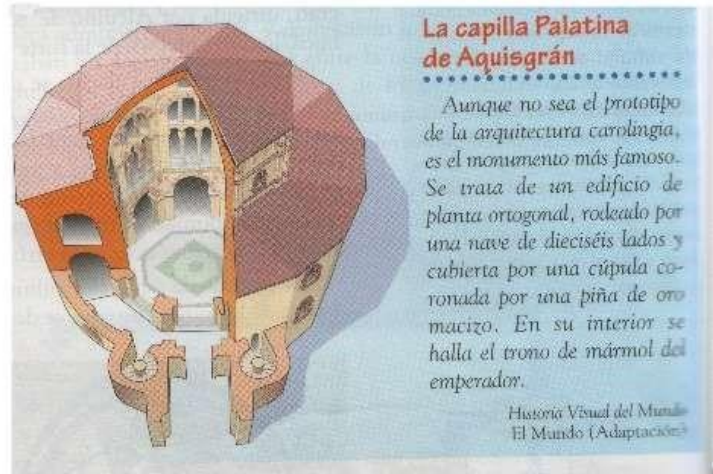 La capilla Palatina
de Aquisgrán
Aunque no sea el prototipo
de la arquitectura carolingia,
es el monumento más famoso.
Se trata de un edificio de
planta ortogonal, rodeado por
una nave de dieciséis lados y
cubierta por una cúpula co-
ronada por una piña de oro
macizo. En su interior se
halla el trono de mármol del
emperador.
Historia Visual del Mundo
El Mundo (Adaptación)